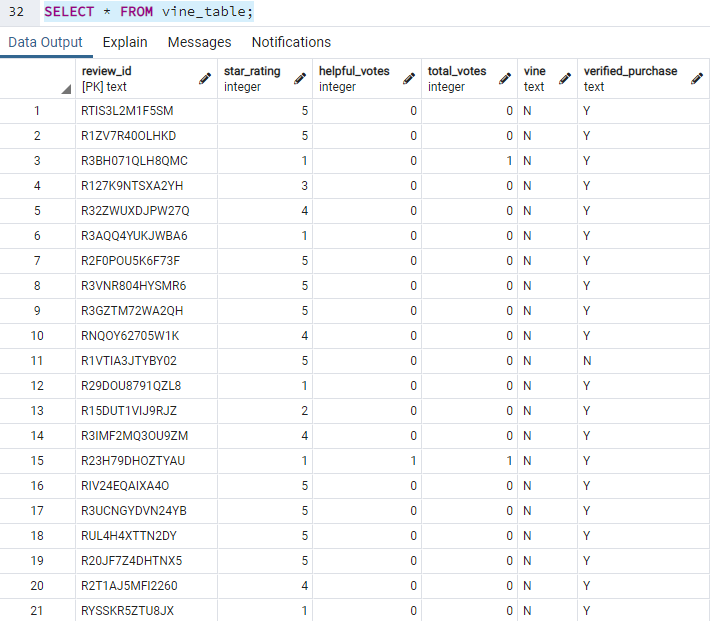 32 SELECT * FROM vine_table;
Data Output Explain Messages Notifications
review_id star_rating helpful_votes total_votes vine verified_purchase
[PK] text integer integer integer text text
1 RTIS3L2M1F5SM 5 0 0 N Y
2 R1ZV7R40OLHKD 5 0 0 N Y
3 R3BH071QLH8QMC 1 0 1 N Y
4 R127K9NTSXA2YH 3 0 0 N Y
5 R32ZWUXDJPW27Q 4 0 0 N Y
6 R3AQQ4YUKJWBA6 1 0 0 N Y
7 R2F0POU5K6F73F 5 0 0 N Y
8 R3VNR804HYSMR6 5 0 0 N Y
9 R3GZTM72WA2QH 5 0 0 N Y
10 RNQOY62705W1K 4 0 0 N Y
11 R1VTIA3JTYBY02 5 0 0 N N
12 R29DOU8791QZL8 1 0 0 N Y
13 R15DUT1VIJ9RJZ 2 0 0 N Y
14 R3IMF2MQ3OU9ZM 4 0 0 N Y
15 R23H79DHOZTYAU 1 1 1 N Y
16 RIV24EQAIXA4O 5 0 0 N Y
17 R3UCNGYDVN24YB 5 0 0 N Y
18 RUL4H4XTTN2DY 5 0 0 N Y
19 R20JF7Z4DHTNX5 5 0 0 N Y
20 R2T1AJ5MFI2260 4 0 0 N Y
21 RYSSKR5ZTU8JX 1 0 0 N Y